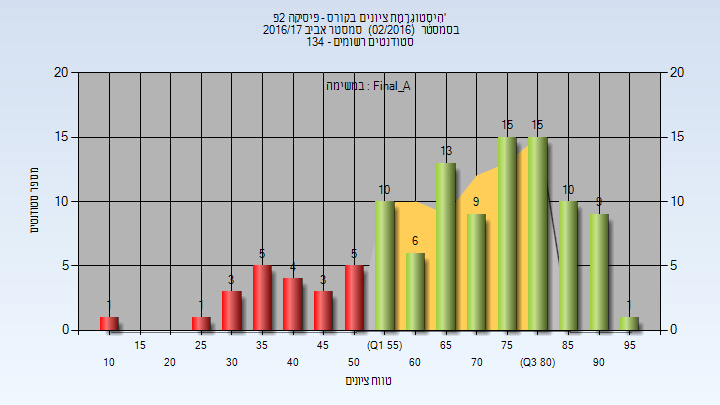 היסטוגרמת ציונים בקורס - פיסיקה 2פ'
בסמסטר (02/2016) סמסטר אביב 2016/17
סטודנטים רשומים - 134
במשימה : Final_A
20 20
15 15
10 10
5 5
0 0
1 1 3 5 4 3 5 10 6 13 9 15 15 10 9 1
מספר סטודנטים
15 25 35 45 (Q1 55) 65 75 85 95
10 20 30 40 50 60 70 (Q3 80) 90
טווח ציונים